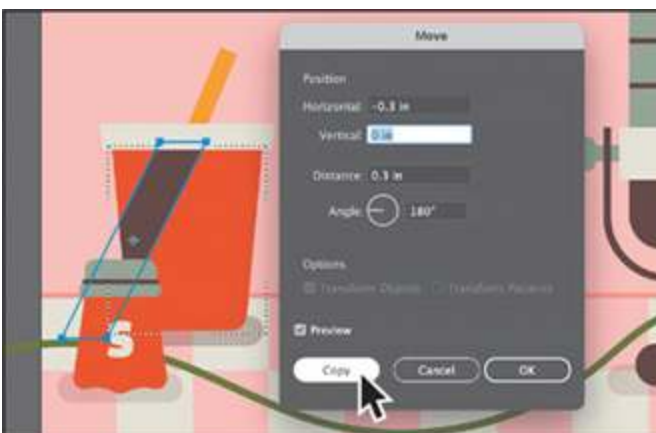 Move
Position
Horizontal: -0.3 in
Vertical: 0 in
Distance: 0.3 in
Angle: 180°
Options
Transform Objects Transform Patterns
Preview
Copy Cancel OK
S